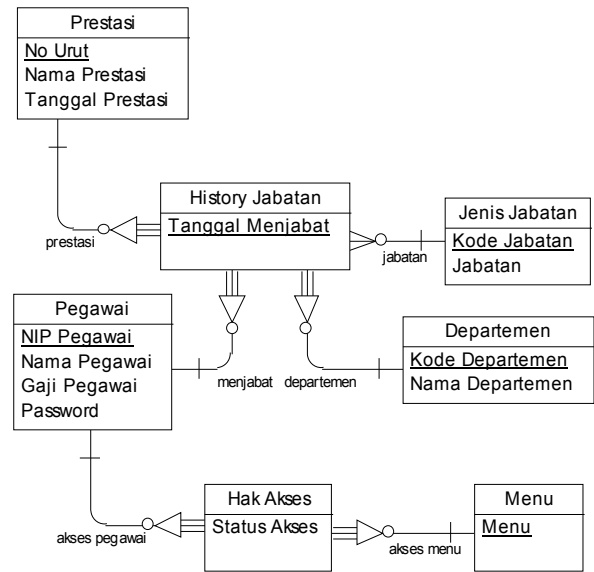 Prestasi
No Urut
Nama Prestasi
Tanggal Prestasi
prestasi
History Jabatan
Tanggal Menjabat
jabatan
Jenis Jabatan
Kode Jabatan
Jabatan
Pegawai
NIP Pegawai
Nama Pegawai
Gaji Pegawai
Password
menjabat
departemen
Departemen
Kode Departemen
Nama Departemen
akses pegawai
Hak Akses
Status Akses
akses menu
Menu
Menu